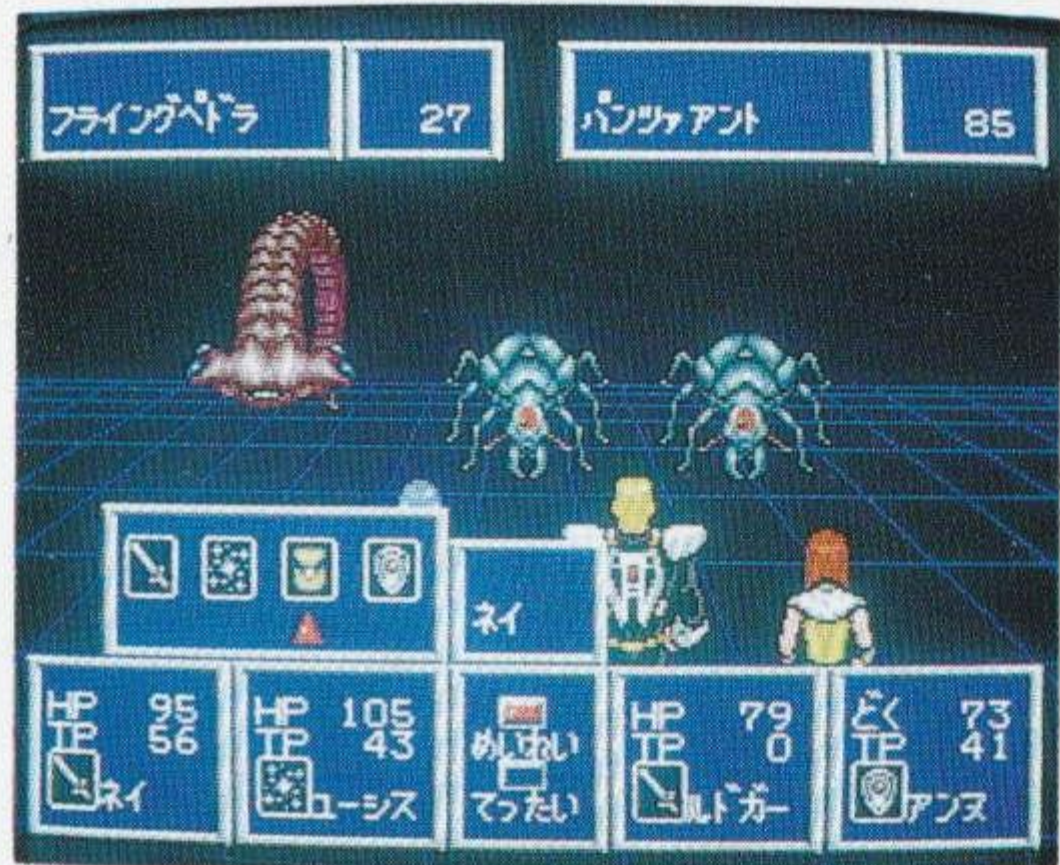 フライングペドラ 27
パンツァアント 85
ネイ
HP 95
TP 56
ネイ
HP 105
TP 43
ユーシス
めいれい
てったい
HP 79
TP 0
ルドガー
どく 73
TP 41
アンヌ